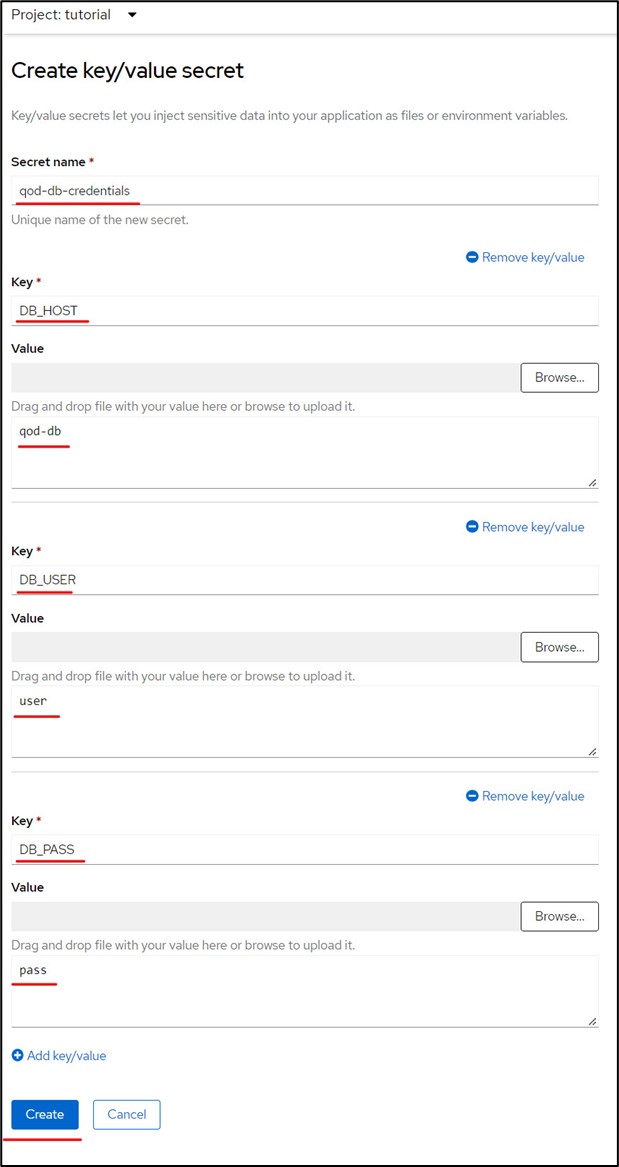 Project: tutorial
Create key/value secret
Key/value secrets let you inject sensitive data into your application as files or environment variables.
Secret name *
qod-db-credentials
Unique name of the new secret.
Remove key/value
Key *
DB_HOST
Value
Browse...
Drag and drop file with your value here or browse to upload it.
qod-db
Remove key/value
Key *
DB_USER
Value
Browse...
Drag and drop file with your value here or browse to upload it.
user
Remove key/value
Key *
DB_PASS
Value
Browse...
Drag and drop file with your value here or browse to upload it.
pass
Add key/value
Create Cancel